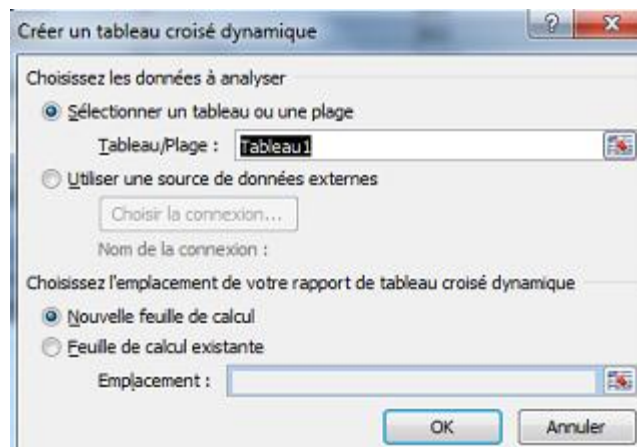 Créer un tableau croisé dynamique
Choisissez les données à analyser
Sélectionner un tableau ou une plage
Tableau/Plage : Tableau1
Utiliser une source de données externes
Choisir la connexion...
Nom de la connexion :
Choisissez l'emplacement de votre rapport de tableau croisé dynamique
Nouvelle feuille de calcul
Feuille de calcul existante
Emplacement :
OK Annuler